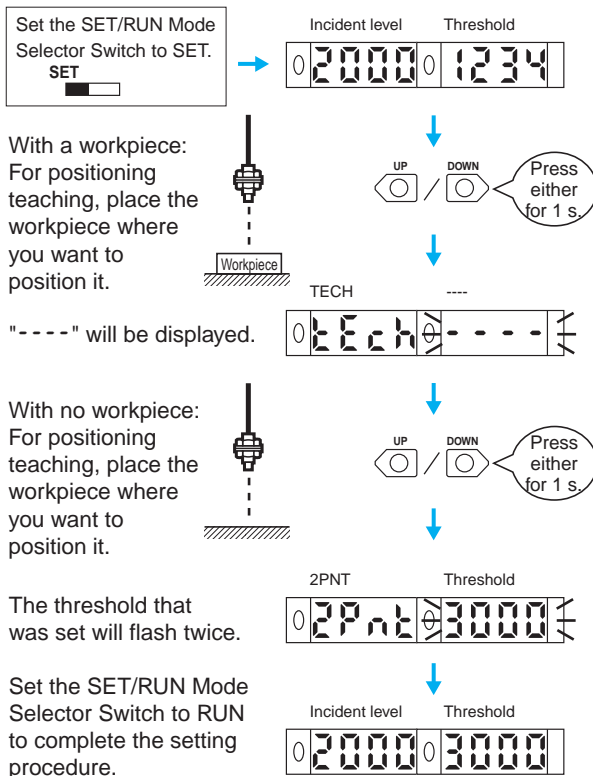 Set the SET/RUN Mode
Selector Switch to SET.
SET
Incident level Threshold
2000 1234
With a workpiece:
For positioning
teaching, place the
workpiece where
you want to
position it.
Workpiece
UP / DOWN
Press
either
for 1 s.
TECH ----
"----" will be displayed.
tEch ----
With no workpiece:
For positioning
teaching, place the
workpiece where
you want to
position it.
UP / DOWN
Press
either
for 1 s.
2PNT Threshold
The threshold that
was set will flash twice.
2Pnt 3000
Set the SET/RUN Mode
Selector Switch to RUN
to complete the setting
procedure.
Incident level Threshold
2000 3000